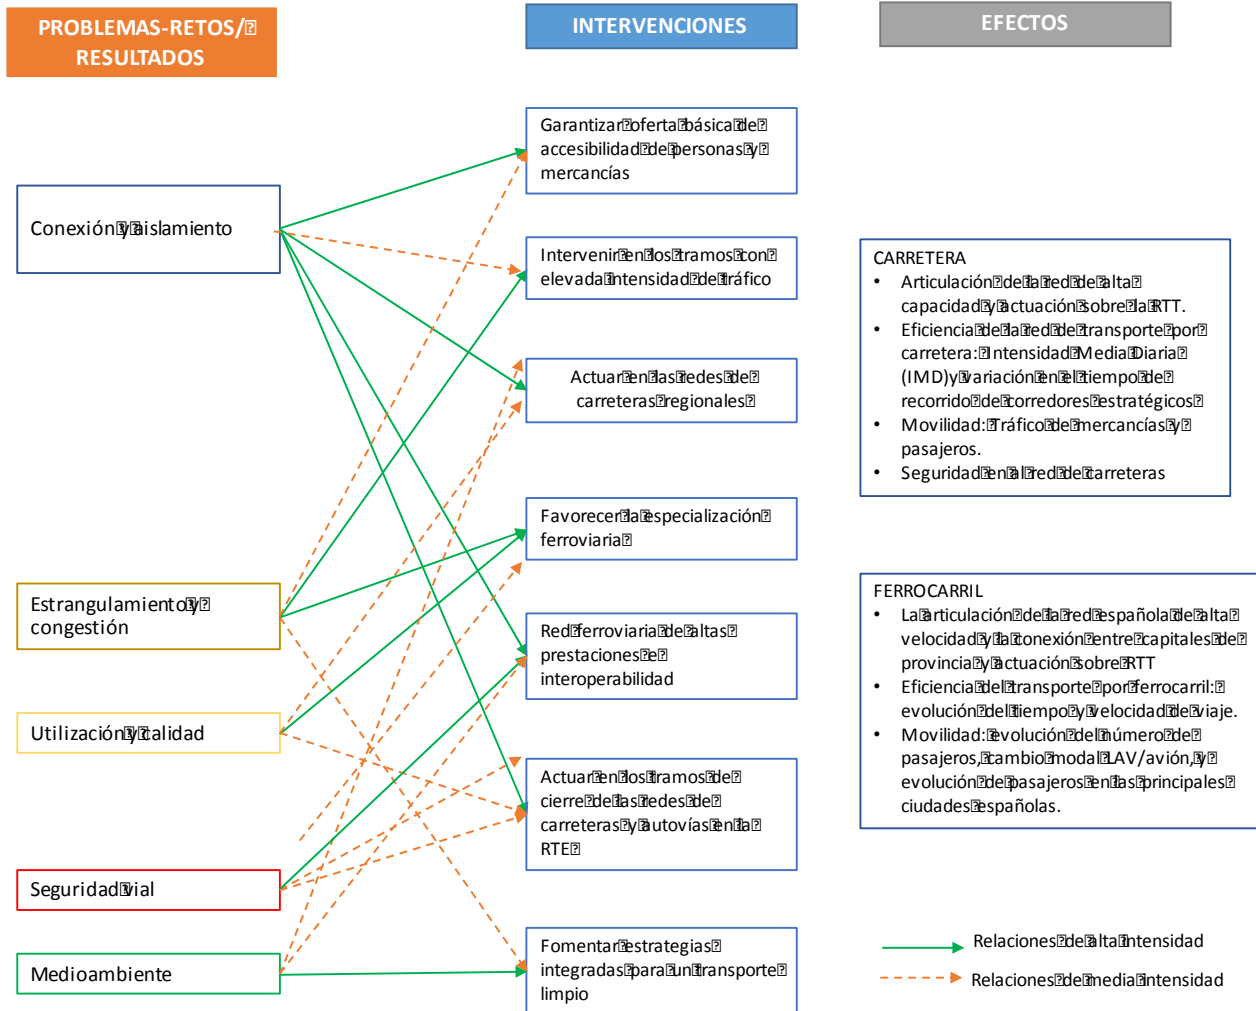 PROBLEMAS-RETOS/
RESULTADOS
INTERVENCIONES
EFECTOS
Conexión y aislamiento
Estrangulamiento y
congestión
Utilización y calidad
Seguridad vial
Medioambiente
Garantizar oferta básica de
accesibilidad de personas y
mercancías
Intervenir en los tramos con
elevada intensidad de tráfico
Actuar en las redes de
carreteras regionales
Favorecer la especialización
ferroviaria
Red ferroviaria de altas
prestaciones e
interoperabilidad
Actuar en los tramos de
cierre de las redes de
carreteras y autovías en la
RTE
Fomentar estrategias
integradas para un transporte
limpio
CARRETERA
• Articulación de la red de alta
capacidad y actuación sobre la RTT.
• Eficiencia de la red de transporte por
carretera: Intensidad Media Diaria
(IMD)y variación en el tiempo de
recorrido de corredores estratégicos
• Movilidad: Tráfico de mercancías y
pasajeros.
• Seguridad en al red de carreteras
FERROCARRIL
• La articulación de la red española de alta
velocidad y la conexión entre capitales de
provincia y actuación sobre RTT
• Eficiencia del transporte por ferrocarril:
evolución del tiempo y velocidad de viaje.
• Movilidad: evolución del número de
pasajeros, cambio modal LAV/avión, y
evolución de pasajeros en las principales
ciudades españolas.
Relaciones de alta intensidad
Relaciones de media intensidad